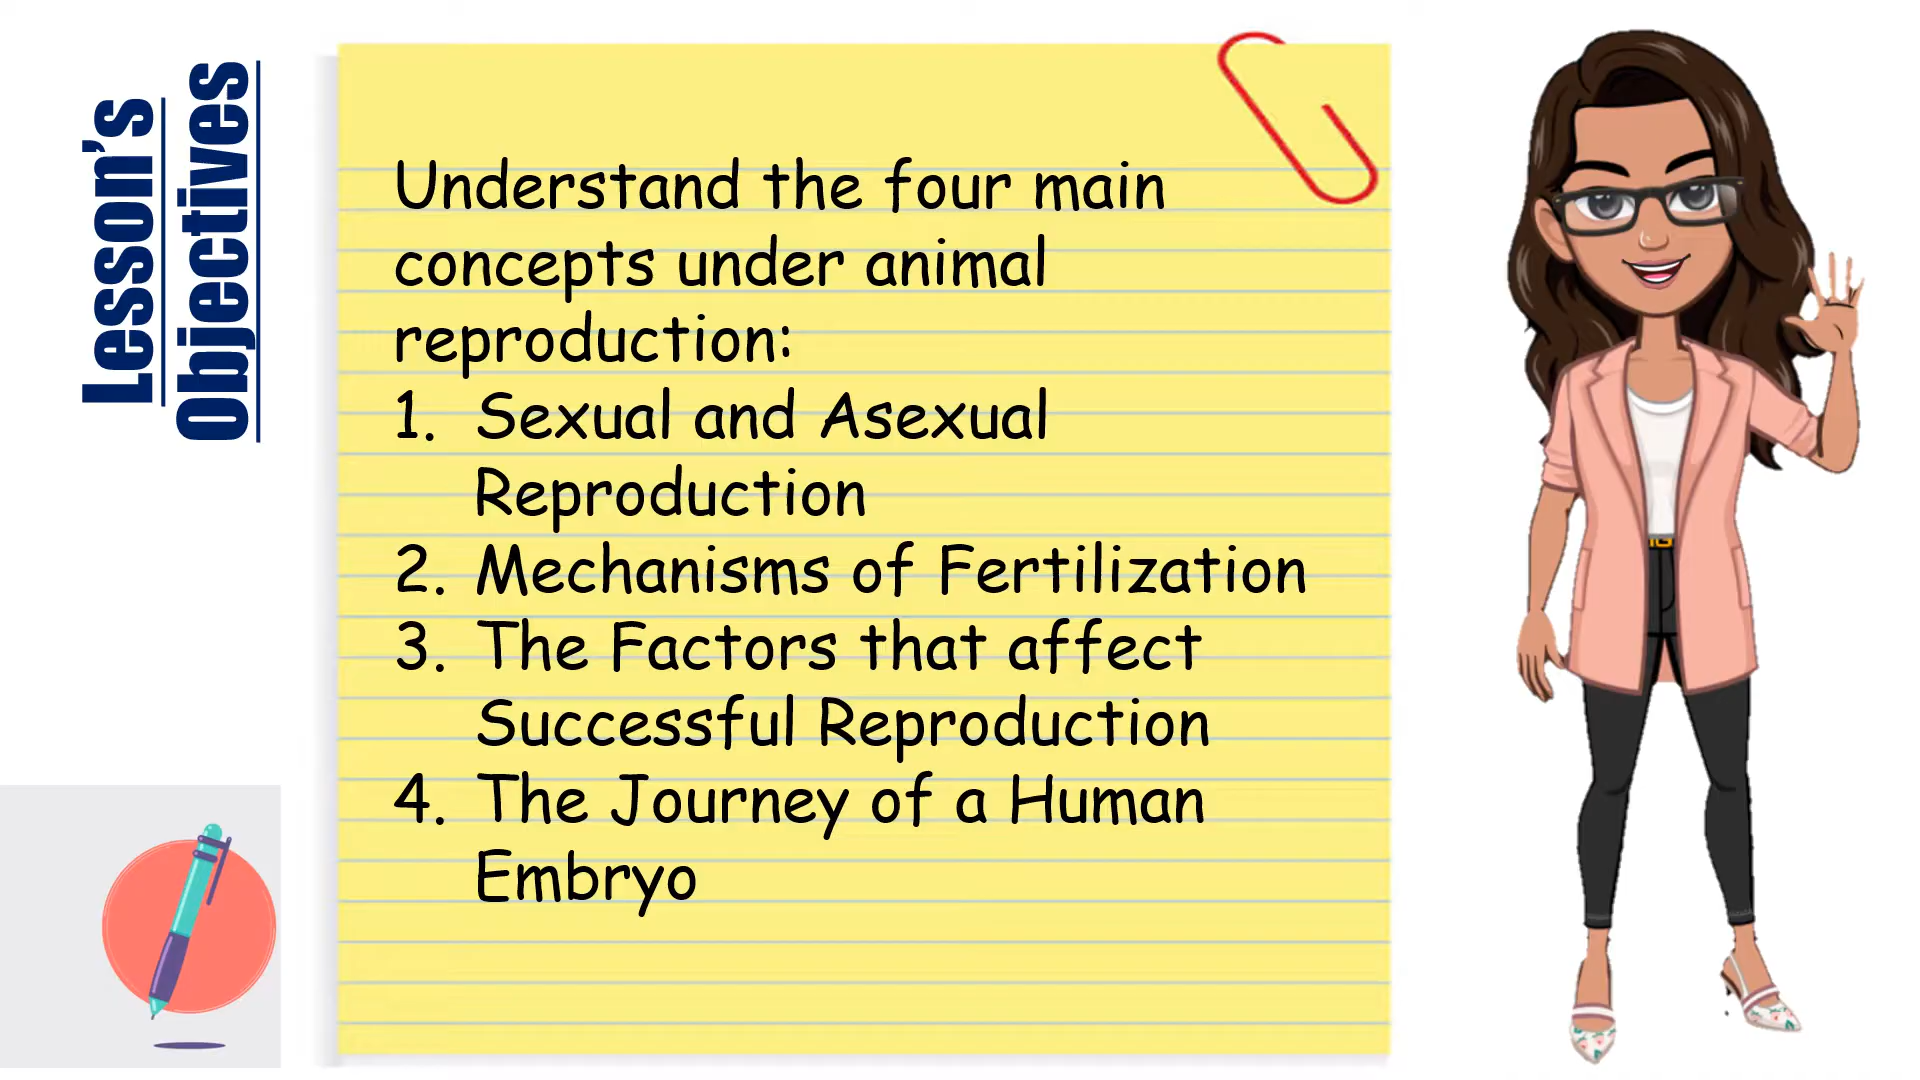 Lesson's
Objectives
Understand the four main
concepts under animal
reproduction:
1. Sexual and Asexual
Reproduction
2. Mechanisms of Fertilization
3. The Factors that affect
Successful Reproduction
4. The Journey of a Human
Embryo